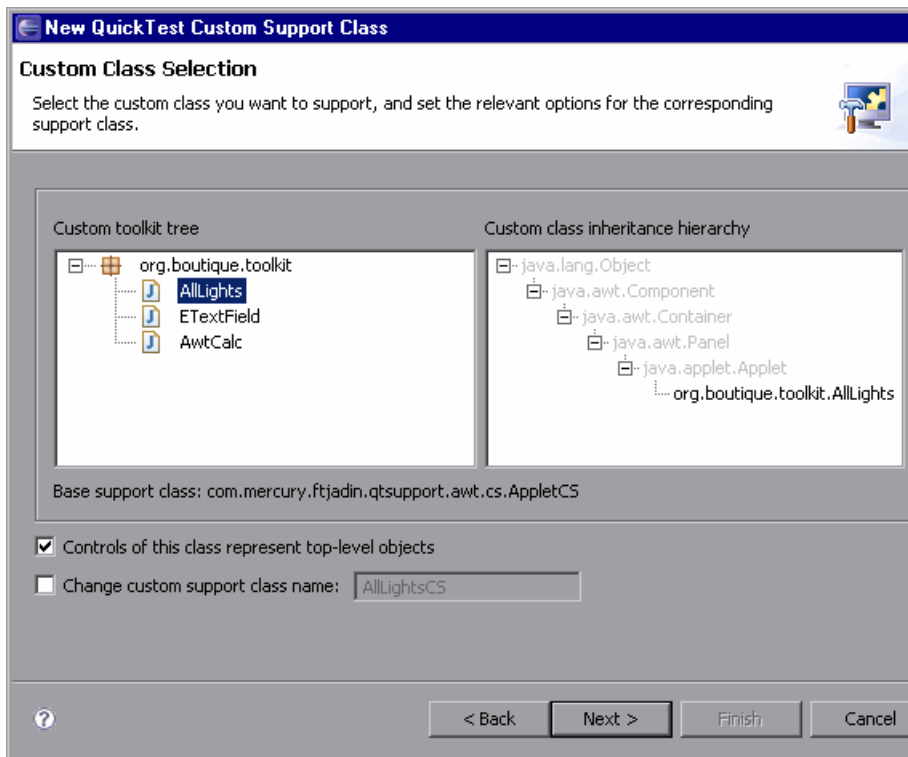 New QuickTest Custom Support Class
Custom Class Selection
Select the custom class you want to support, and set the relevant options for the corresponding
support class.
Custom toolkit tree
org.boutique.toolkit
AllLights
ETextField
AwtCalc
Custom class inheritance hierarchy
java.lang.Object
java.awt.Component
java.awt.Container
java.awt.Panel
java.applet.Applet
org.boutique.toolkit.AllLights
Base support class: com.mercury.ftjadin.qtsupport.awt.cs.AppletCS
Controls of this class represent top-level objects
Change custom support class name: AllLightsCS
? < Back Next > Finish Cancel